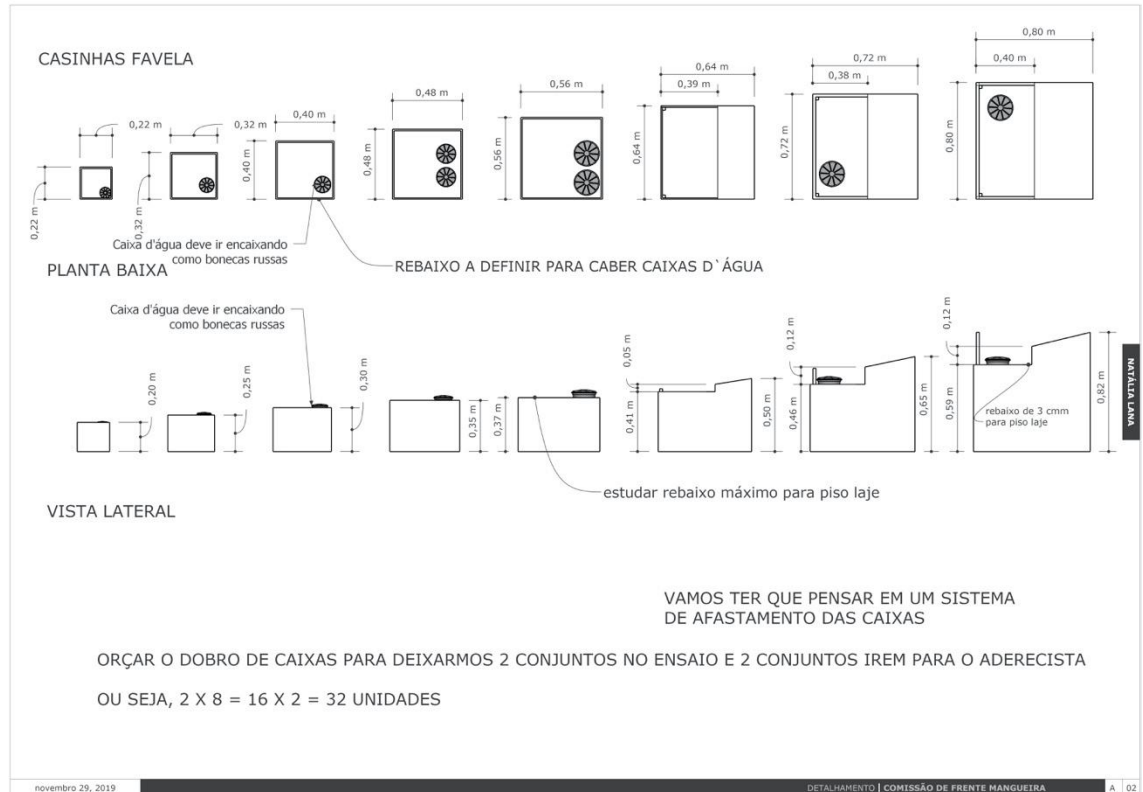 CASINHAS FAVELA
0,22 m
0,32 m
0,40 m
0,48 m
0,56 m
0,64 m
0,39 m
0,72 m
0,38 m
0,80 m
0,40 m
0,22 m
0,32 m
0,40 m
0,48 m
0,56 m
0,64 m
0,72 m
0,80 m
Caixa d'água deve ir encaixando
como bonecas russas
PLANTA BAIXA
REBAIXO A DEFINIR PARA CABER CAIXAS D`ÁGUA
Caixa d'água deve ir encaixando
como bonecas russas
0,20 m
0,25 m
0,30 m
0,35 m
0,37 m
0,05 m
0,41 m
0,50 m
0,12 m
0,46 m
0,65 m
0,12 m
0,59 m
0,82 m
rebaixo de 3 cmm
para piso laje
NATÁLIA LANA
estudar rebaixo máximo para piso laje
VISTA LATERAL
VAMOS TER QUE PENSAR EM UM SISTEMA
DE AFASTAMENTO DAS CAIXAS
ORÇAR O DOBRO DE CAIXAS PARA DEIXARMOS 2 CONJUNTOS NO ENSAIO E 2 CONJUNTOS IREM PARA O ADERECISTA
OU SEJA, 2 X 8 = 16 X 2 = 32 UNIDADES
novembro 29, 2019
DETALHAMENTO | COMISSÃO DE FRENTE MANGUEIRA
A 02